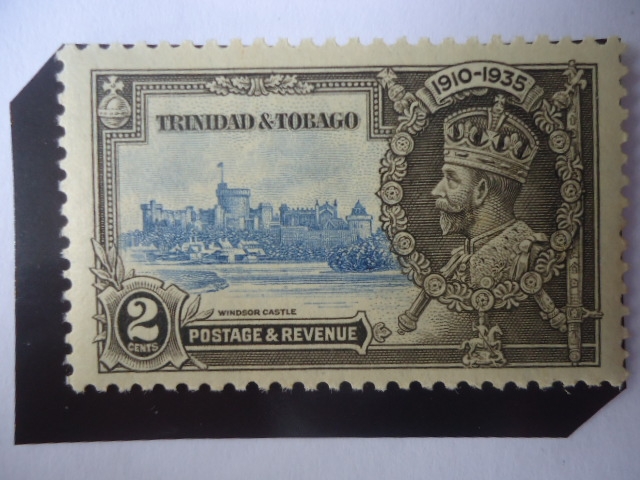 1910-1935
TRINIDAD & TOBAGO
WINDSOR CASTLE
2
CENTS
POSTAGE & REVENUE